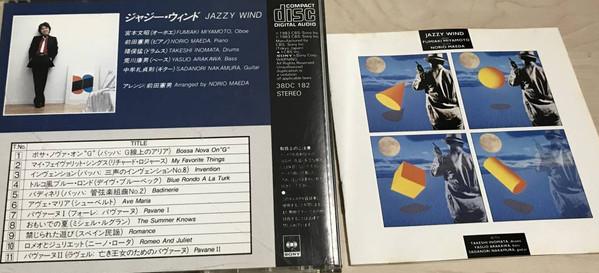 ジャジー・ウィンド JAZZY WIND
宮本文昭(オーボエ) FUMIAKI MIYAMOTO, Oboe
前田憲男(ピアノ) NORIO MAEDA, Piano
猪俣猛(ドラムス) TAKESHI INOMATA, Drums
荒川康男(ベース) YASUO ARAKAWA, Bass
中牟礼貞則(ギター) SADANORI NAKAMURA, Guitar
アレンジ 前田憲男 Arranged by NORIO MAEDA
COMPACT
disc
DIGITAL AUDIO
38DC 182
STEREO
SONY
T.No. TITLE
1 ボサ・ノヴァ・オン"G"(バッハ: G線上のアリア) Bossa Nova On"G"
2 マイ・フェイヴァリット・シングス(リチャード・ロジャース) My Favorite Things
3 インヴェンション(バッハ: 三声のインヴェンションNo.8) Invention
4 トルコ風ブルー・ロンド(デイヴ・ブルーベック) Blue Rondo A La Turk
5 バディネリ(バッハ: 管弦楽組曲No.2) Badinerie
6 アヴェ・マリア(シューベルト) Ave Maria
7 パヴァーヌI(フォーレ: パヴァーヌ) Pavane I
8 おもいでの夏(ミシェル・ルグラン) The Summer Knows
9 禁じられた遊び(スペイン民謡) Romance
10 ロメオとジュリエット(ニーノ・ロータ) Romeo And Juliet
11 パヴァーヌII(ラヴェル: 亡き王女のためのパヴァーヌ) Pavane II
JAZZY WIND
FUMIAKI MIYAMOTO
NORIO MAEDA
TAKESHI INOMATA, drums
YASUO ARAKAWA, bass
SADANORI NAKAMURA, guitar